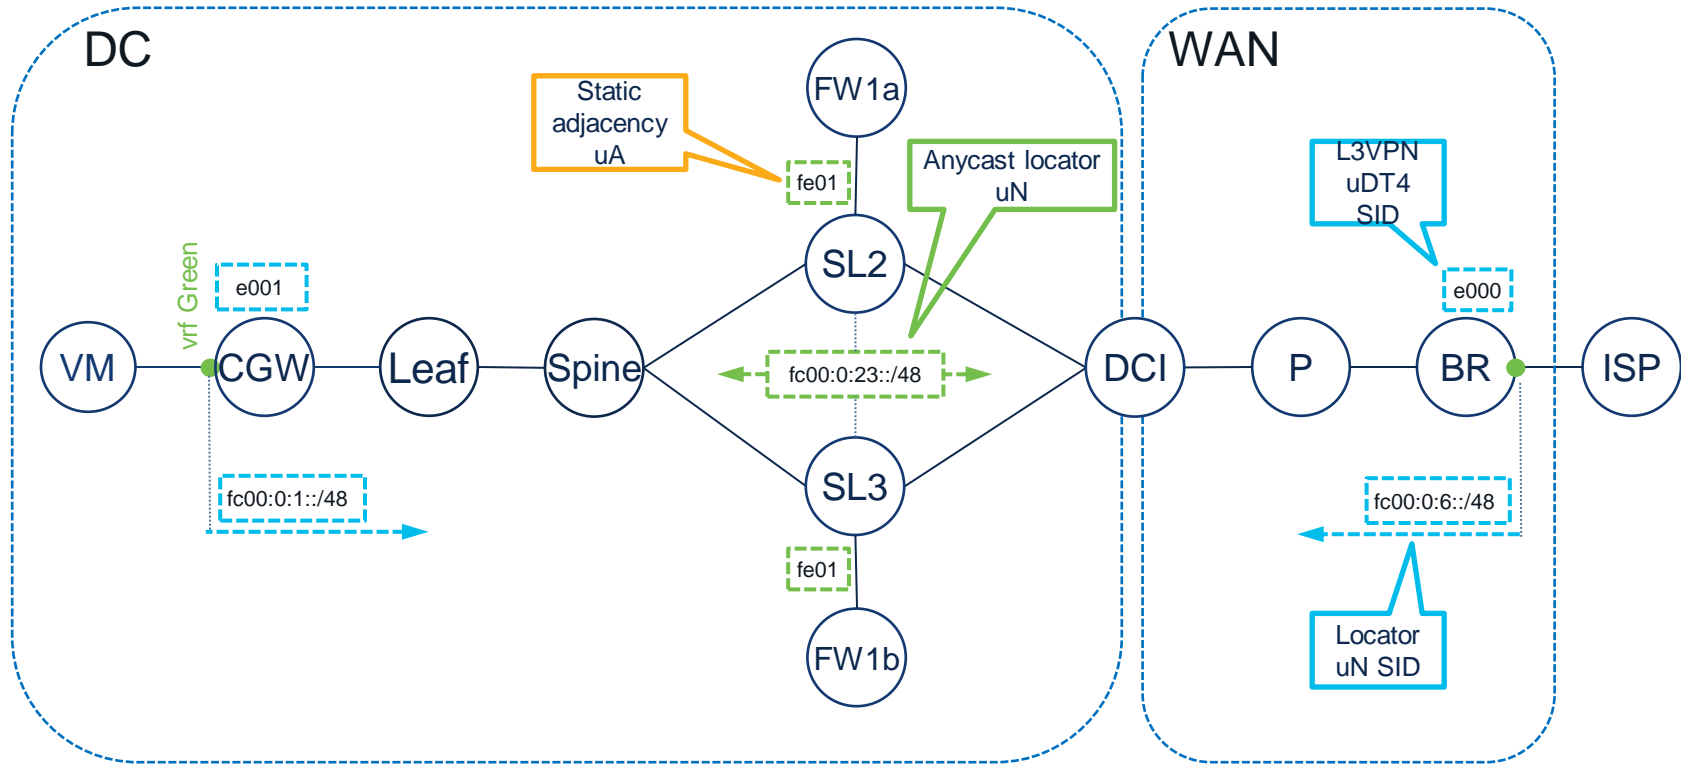 DC
WAN
FW1a
Static
adjacency
uA
fe01
Anycast locator
uN
L3VPN
uDT4
SID
vrf Green
e001
SL2
e000
VM
CGW
Leaf
Spine
fc00:0:23::/48
DCI
P
BR
ISP
fc00:0:1::/48
SL3
fc00:0:6::/48
fe01
FW1b
Locator
uN SID